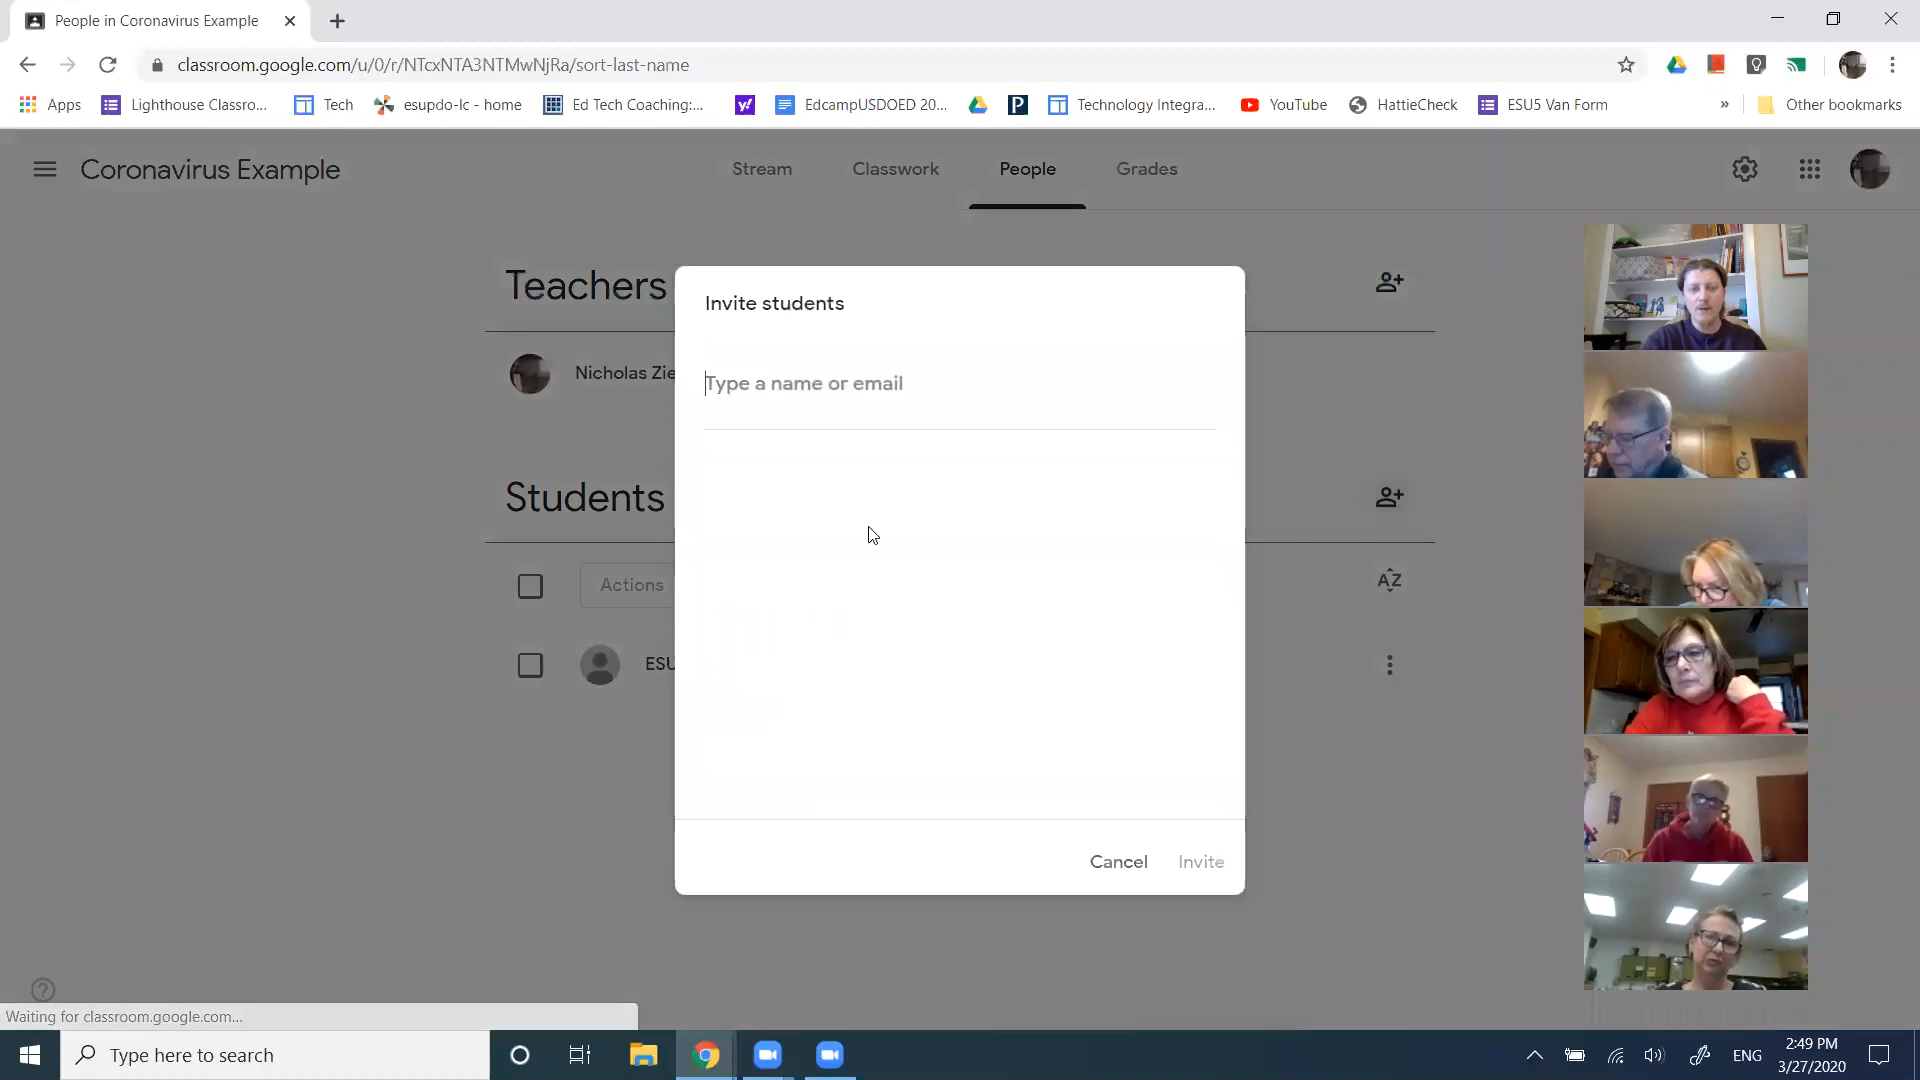 People in Coronavirus Example
classroom.google.com/u/0/r/NTcxNTA3NTMwNjRa/sort-last-name
Apps Lighthouse Classro... Tech esupdo-lc - home Ed Tech Coaching:... y! EdcampUSDOED 20... P Technology Integra... YouTube HattieCheck ESU5 Van Form » Other bookmarks
Coronavirus Example Stream Classwork People Grades
Teachers
Invite students
Nicholas Zie
Type a name or email
Students
Actions
AZ
ESU
Cancel Invite
Waiting for classroom.google.com...
Type here to search
ENG
2:49 PM
3/27/2020